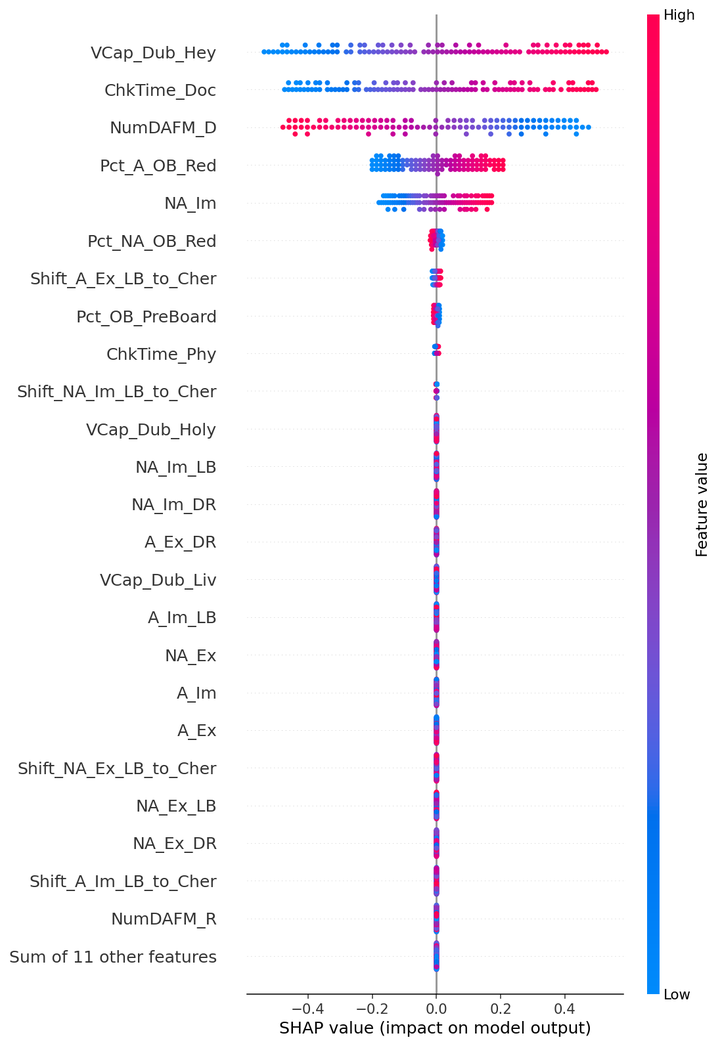 High
VCap_Dub_Hey
ChkTime_Doc
NumDAFM_D
Pct_A_OB_Red
NA_Im
Pct_NA_OB_Red
Shift_A_Ex_LB_to_Cher
Pct_OB_PreBoard
ChkTime_Phy
Shift_NA_Im_LB_to_Cher
VCap_Dub_Holy
NA_Im_LB
NA_Im_DR
A_Ex_DR
VCap_Dub_Liv
A_Im_LB
NA_Ex
A_Im
A_Ex
Shift_NA_Ex_LB_to_Cher
NA_Ex_LB
NA_Ex_DR
Shift_A_Im_LB_to_Cher
NumDAFM_R
Sum of 11 other features
Feature value
Low
−0.4 −0.2 0.0 0.2 0.4
SHAP value (impact on model output)